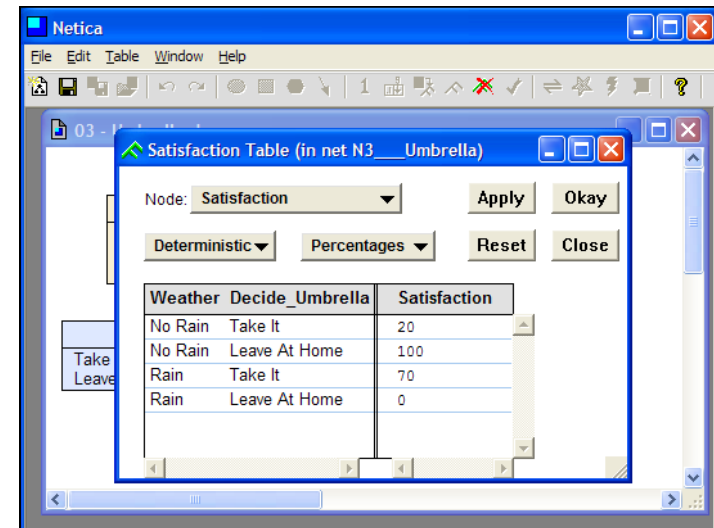 Netica
File Edit Table Window Help
1 ?
03 -
Satisfaction Table (in net N3___Umbrella)
Node: Satisfaction Apply Okay
Deterministic Percentages Reset Close
Weather Decide_Umbrella Satisfaction
No Rain Take It 20
No Rain Leave At Home 100
Rain Take It 70
Rain Leave At Home 0
Take
Leave